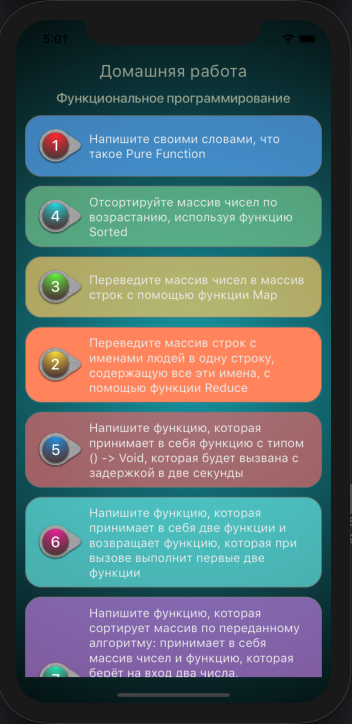 5:01
Домашняя работа
Функциональное программирование
1
Напишите своими словами, что
такое Pure Function
4
Отсортируйте массив чисел по
возрастанию, используя функцию
Sorted
3
Переведите массив чисел в массив
строк с помощью функции Map
2
Переведите массив строк с
именами людей в одну строку,
содержащую все эти имена, с
помощью функции Reduce
5
Напишите функцию, которая
принимает в себя функцию с типом
() -> Void, которая будет вызвана с
задержкой в две секунды
6
Напишите функцию, которая
принимает в себя две функции и
возвращает функцию, которая при
вызове выполнит первые две
функции
7
Напишите функцию, которая
сортирует массив по переданному
алгоритму: принимает в себя
массив чисел и функцию, которая
берёт на вход два числа,